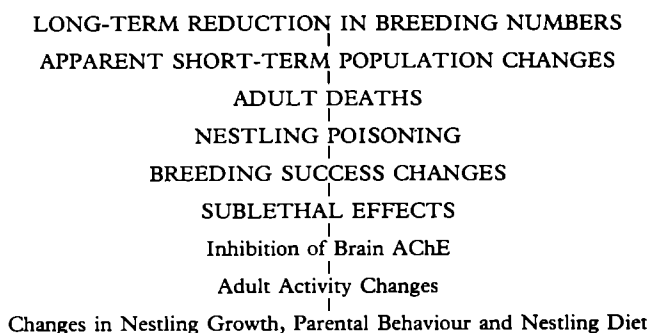 LONG-TERM REDUCTION IN BREEDING NUMBERS
APPARENT SHORT-TERM POPULATION CHANGES
ADULT DEATHS
NESTLING POISONING
BREEDING SUCCESS CHANGES
SUBLETHAL EFFECTS
Inhibition of Brain AChE
Adult Activity Changes
Changes in Nestling Growth, Parental Behaviour and Nestling Diet